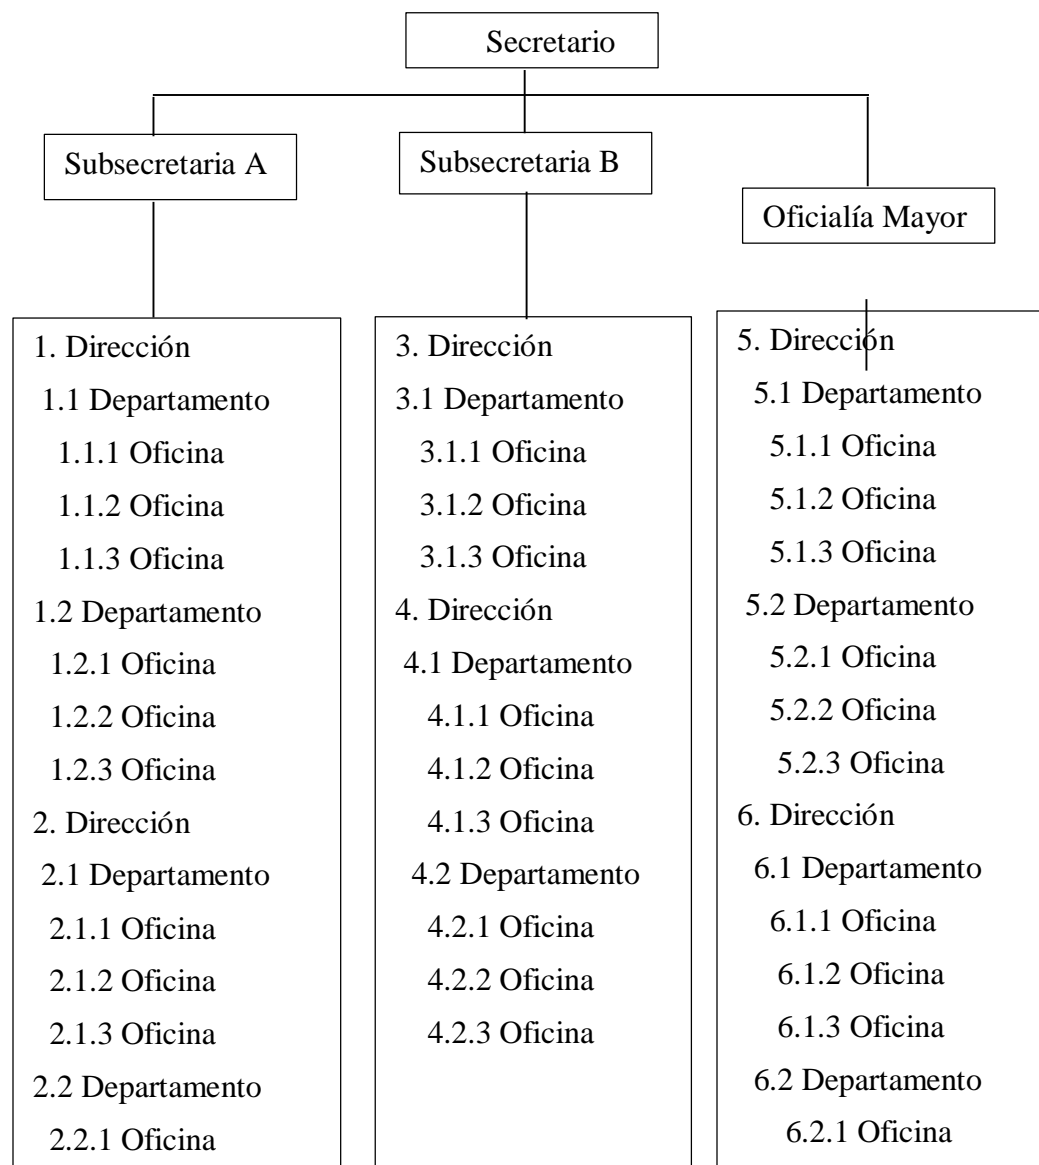 Secretario
Subsecretaria A
Subsecretaria B
Oficialía Mayor
1. Dirección
1.1 Departamento
1.1.1 Oficina
1.1.2 Oficina
1.1.3 Oficina
1.2 Departamento
1.2.1 Oficina
1.2.2 Oficina
1.2.3 Oficina
2. Dirección
2.1 Departamento
2.1.1 Oficina
2.1.2 Oficina
2.1.3 Oficina
2.2 Departamento
2.2.1 Oficina
3. Dirección
3.1 Departamento
3.1.1 Oficina
3.1.2 Oficina
3.1.3 Oficina
4. Dirección
4.1 Departamento
4.1.1 Oficina
4.1.2 Oficina
4.1.3 Oficina
4.2 Departamento
4.2.1 Oficina
4.2.2 Oficina
4.2.3 Oficina
5. Dirección
5.1 Departamento
5.1.1 Oficina
5.1.2 Oficina
5.1.3 Oficina
5.2 Departamento
5.2.1 Oficina
5.2.2 Oficina
5.2.3 Oficina
6. Dirección
6.1 Departamento
6.1.1 Oficina
6.1.2 Oficina
6.1.3 Oficina
6.2 Departamento
6.2.1 Oficina